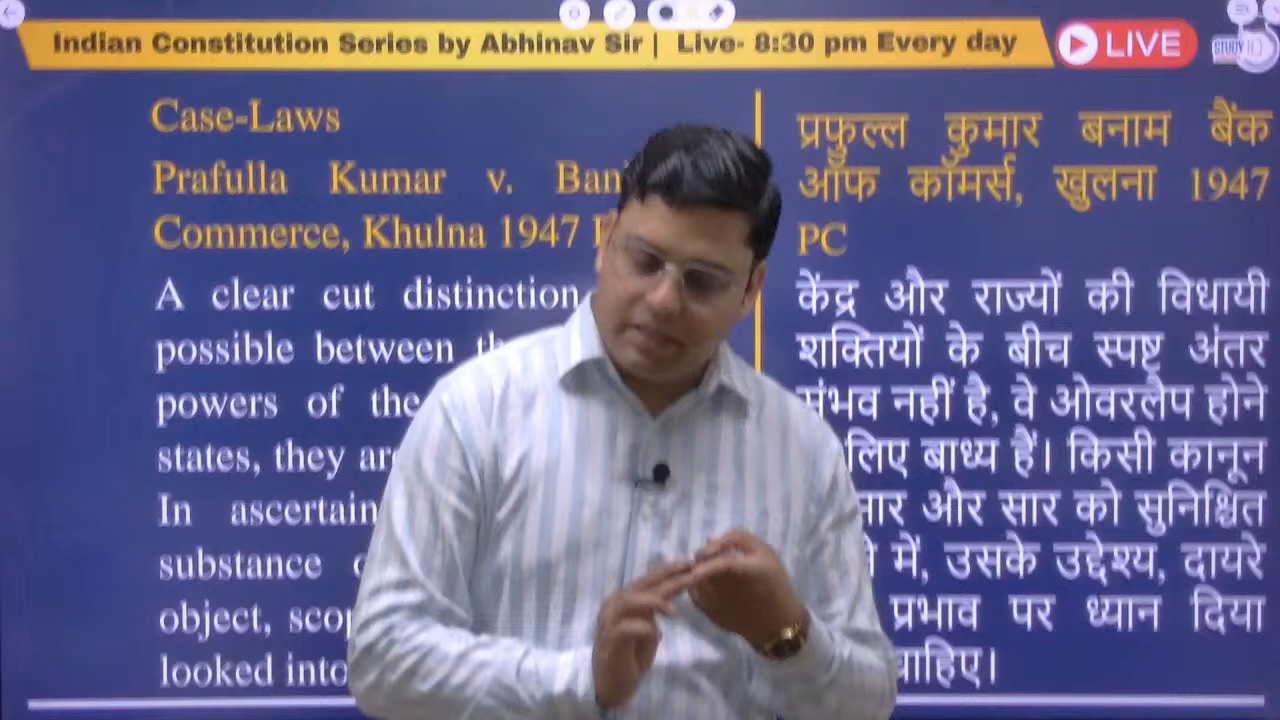 Indian Constitution Series by Abhinav Sir | Live- 8:30 pm Every day
LIVE
STUDY
Case-Laws
Prafulla Kumar v.
Commerce, Khulna 1947
A clear cut distinction
possible between
powers of the
states, they
In
substance
object,
looked into
प्रफुल्ल कुमार बनाम बैंक
ऑफ कॉमर्स, खुलना 1947
PC
केंद्र और राज्यों की विधायी
शक्तियों के बीच स्पष्ट अंतर
संभव नहीं है, वे ओवरलैप होने
लिए बाध्य हैं। किसी कानून
और सार को सुनिश्चित
में, उसके उद्देश्य, दायरे
प्रभाव पर ध्यान दिया
चाहिए।